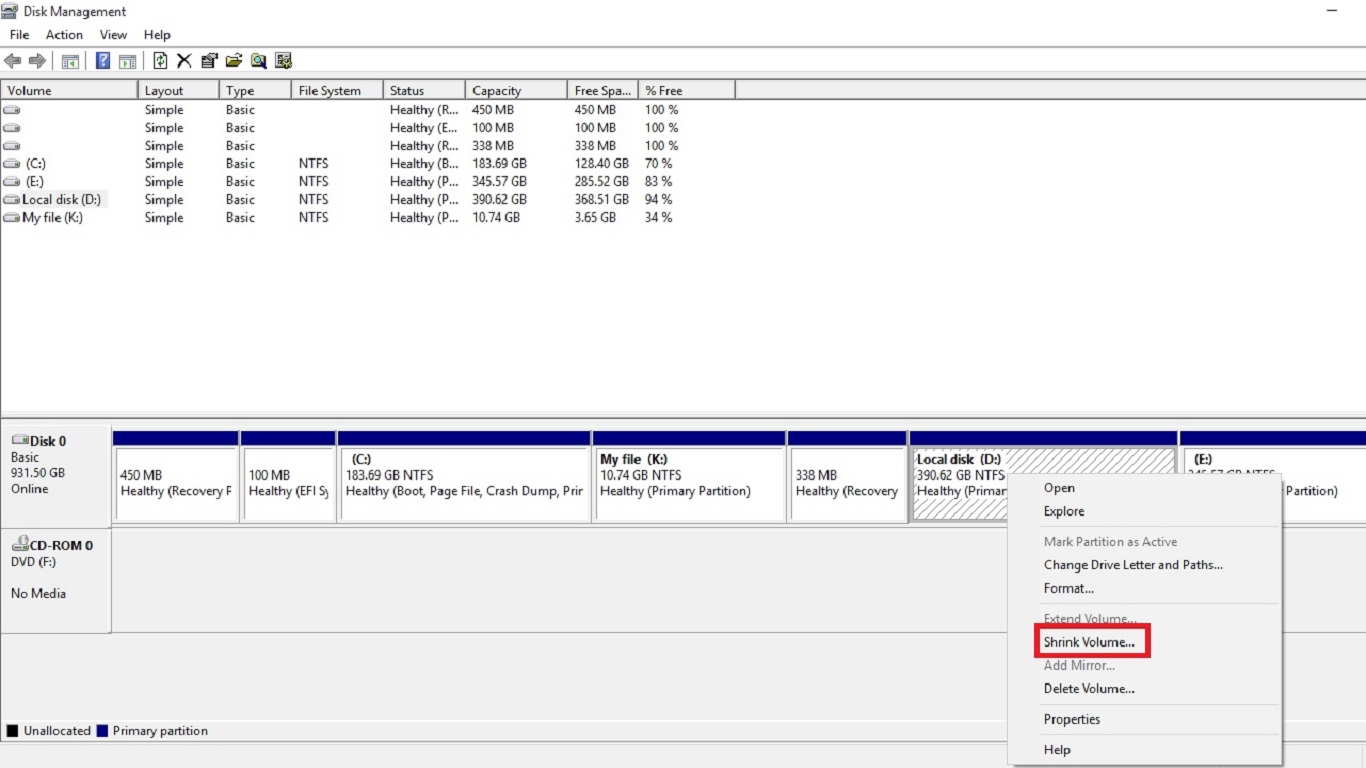 Disk Management
File Action View Help
Volume Layout Type File System Status Capacity Free Spa... % Free
Simple Basic Healthy (R... 450 MB 450 MB 100 %
Simple Basic Healthy (E... 100 MB 100 MB 100 %
Simple Basic Healthy (R... 338 MB 338 MB 100 %
(C:) Simple Basic NTFS Healthy (B... 183.69 GB 128.40 GB 70 %
(E:) Simple Basic NTFS Healthy (P... 345.57 GB 285.52 GB 83 %
Local disk (D:) Simple Basic NTFS Healthy (P... 390.62 GB 368.51 GB 94 %
My file (K:) Simple Basic NTFS Healthy (P... 10.74 GB 3.65 GB 34 %
Disk 0
Basic
931.50 GB
Online
450 MB
Healthy (Recovery P
100 MB
Healthy (EFI Sy
(C:)
183.69 GB NTFS
Healthy (Boot, Page File, Crash Dump, Prir
My file (K:)
10.74 GB NTFS
Healthy (Primary Partition)
338 MB
Healthy (Recovery
Local disk (D:)
390.62 GB NTFS
Healthy (Primar
(E:)
345.57 GB NTFS
Partition)
CD-ROM 0
DVD (F:)
No Media
Open
Explore
Mark Partition as Active
Change Drive Letter and Paths...
Format...
Extend Volume...
Shrink Volume...
Add Mirror...
Delete Volume...
Properties
Help
Unallocated Primary partition